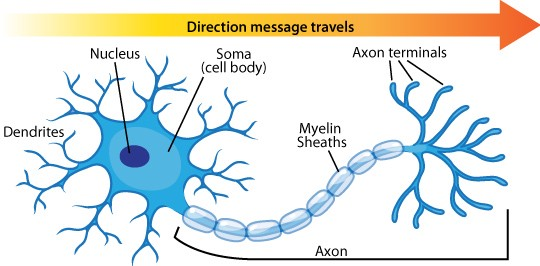 Direction message travels
Nucleus
Soma
(cell body)
Axon terminals
Dendrites
Myelin
Sheaths
Axon